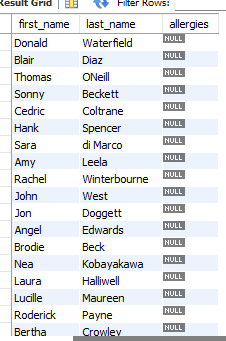 Result Grid Filter Rows:
first_name last_name allergies
Donald Waterfield NULL
Blair Diaz NULL
Thomas ONeill NULL
Sonny Beckett NULL
Cedric Coltrane NULL
Hank Spencer NULL
Sara di Marco NULL
Amy Leela NULL
Rachel Winterbourne NULL
John West NULL
Jon Doggett NULL
Angel Edwards NULL
Brodie Beck NULL
Nea Kobayakawa NULL
Laura Halliwell NULL
Lucille Maureen NULL
Roderick Payne NULL
Bertha Crowley NULL